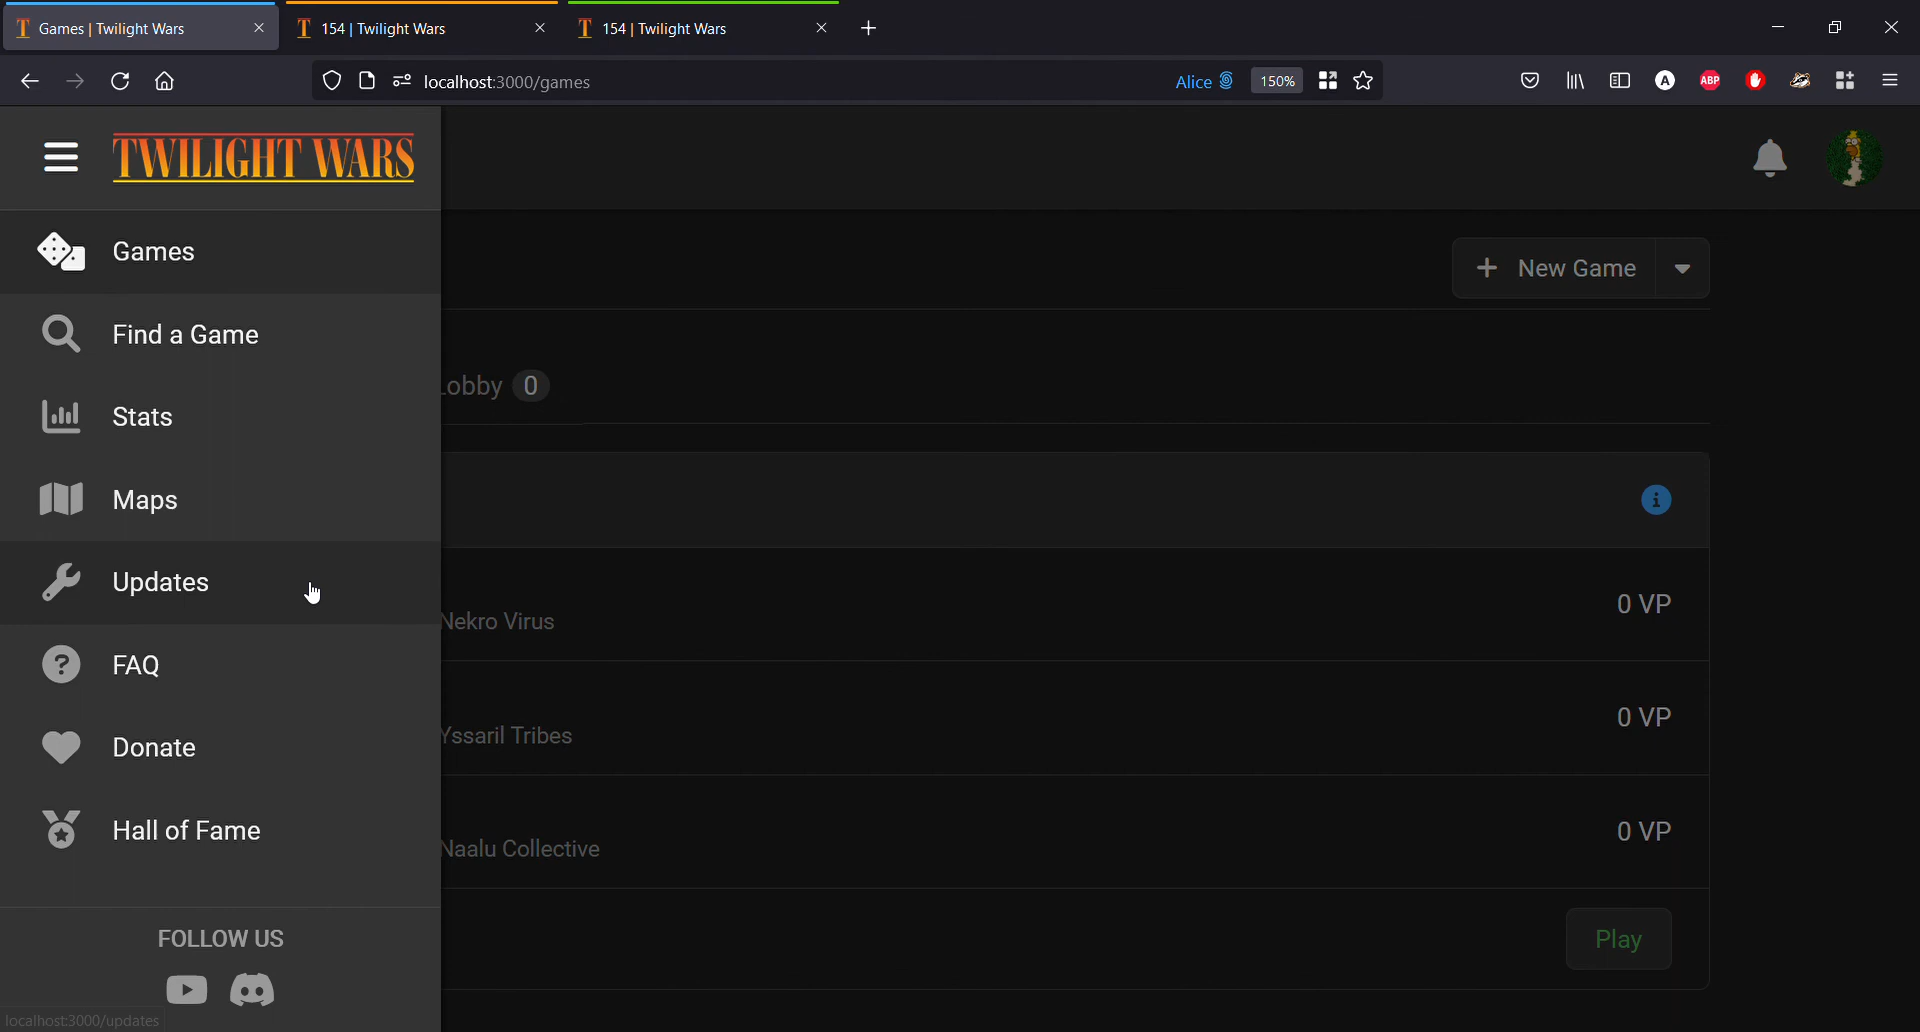 Games | Twilight Wars
154 | Twilight Wars
154 | Twilight Wars
localhost:3000/games
Alice
150%
A
ABP
TWILIGHT WARS
Games
New Game
Find a Game
Lobby 0
Stats
Maps
Updates
0 VP
Nekro Virus
FAQ
0 VP
Yssaril Tribes
Donate
0 VP
Hall of Fame
Naalu Collective
FOLLOW US
Play
localhost:3000/updates